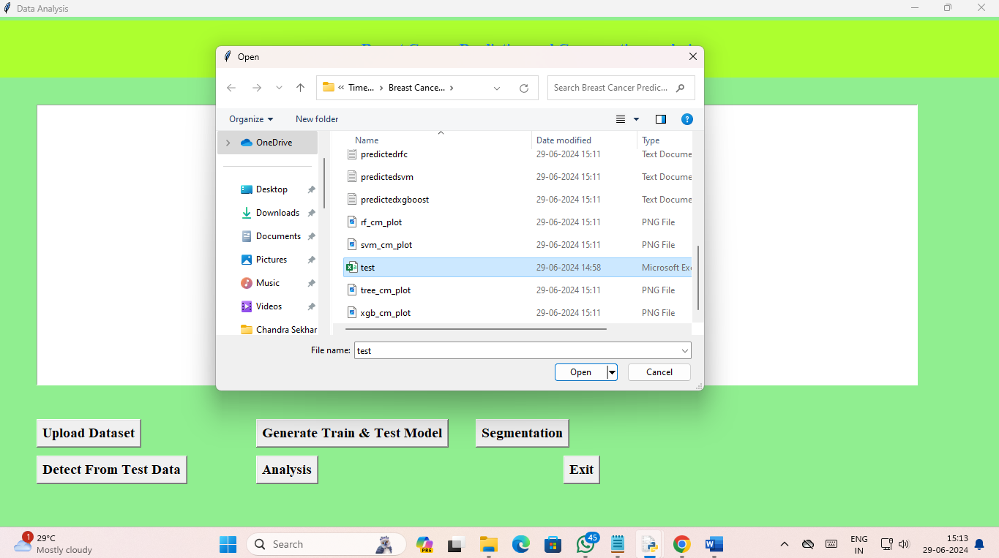 Data Analysis
Open
Time...
Breast Cance...
Search Breast Cancer Predic...
Organize
New folder
OneDrive
Desktop
Downloads
Documents
Pictures
Music
Videos
Chandra Sekhar
Name Date modified Type
predictedrfc 29-06-2024 15:11 Text Docume
predictedsvm 29-06-2024 15:11 Text Docume
predictedxgboost 29-06-2024 15:11 Text Docume
rf_cm_plot 29-06-2024 15:11 PNG File
svm_cm_plot 29-06-2024 15:11 PNG File
test 29-06-2024 14:58 Microsoft Ex
tree_cm_plot 29-06-2024 15:11 PNG File
xgb_cm_plot 29-06-2024 15:11 PNG File
File name: test
Open Cancel
Upload Dataset Generate Train & Test Model Segmentation
Detect From Test Data Analysis Exit
1
29°C
Mostly cloudy
Search
PRE
45
ENG
IN
15:13
29-06-2024